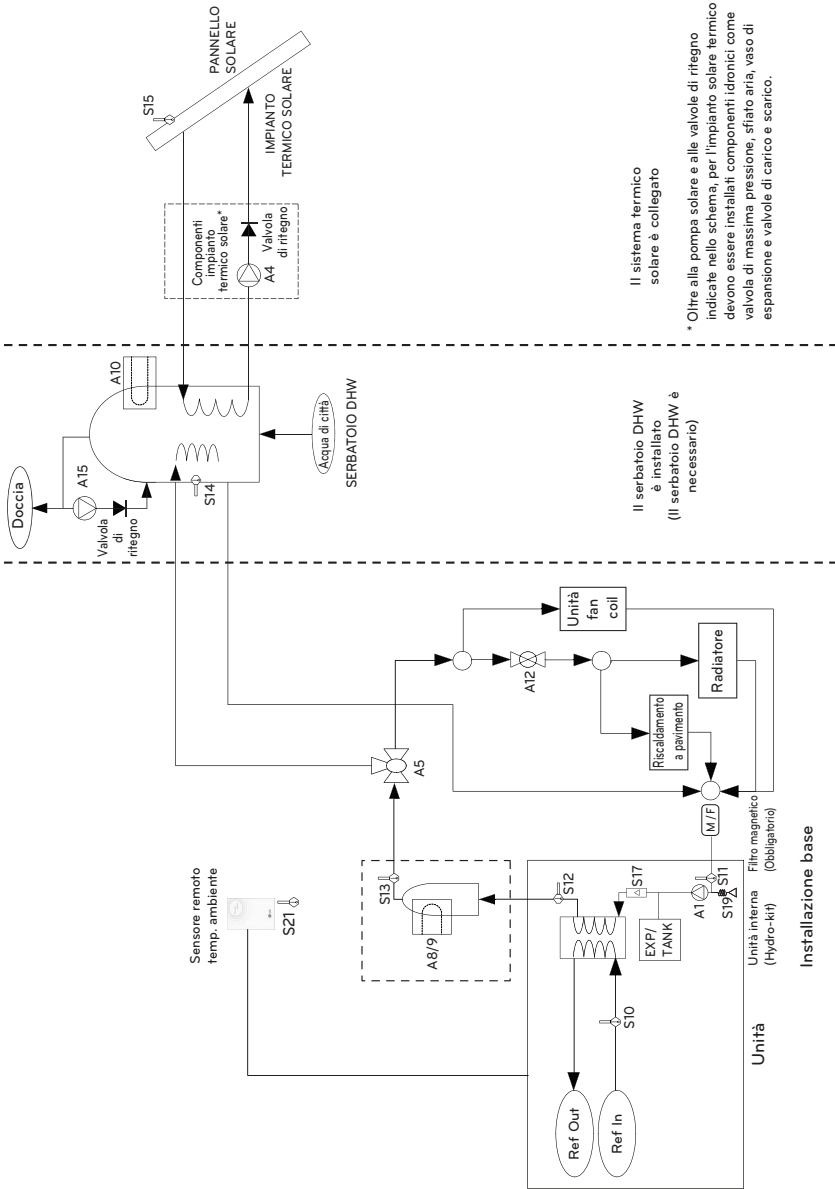 Sensore remoto
temp. ambiente
S21
Ref Out
Ref In
S10
Unità
S12
S17
EXP/
TANK
A1
S11
S19
Unità interna
(Hydro-kit)
Filtro magnetico
(Obbligatorio)
M/F
Installazione base
A8/9
S13
A5
A12
Riscaldamento
a pavimento
Radiatore
Unità
fan
coil
Doccia
A15
Valvola
di
ritegno
S14
A10
Acqua di città
SERBATOIO DHW
Il serbatoio DHW
è installato
(Il serbatoio DHW è
necessario)
Componenti
impianto
termico solare*
A4
Valvola
di ritegno
S15
PANNELLO
SOLARE
IMPIANTO
TERMICO SOLARE
Il sistema termico
solare è collegato
* Oltre alla pompa solare e alle valvole di ritegno
indicate nello schema, per l'impianto solare termico
devono essere installati componenti idronici come
valvola di massima pressione, sfiato aria, vaso di
espansione e valvole di carico e scarico.